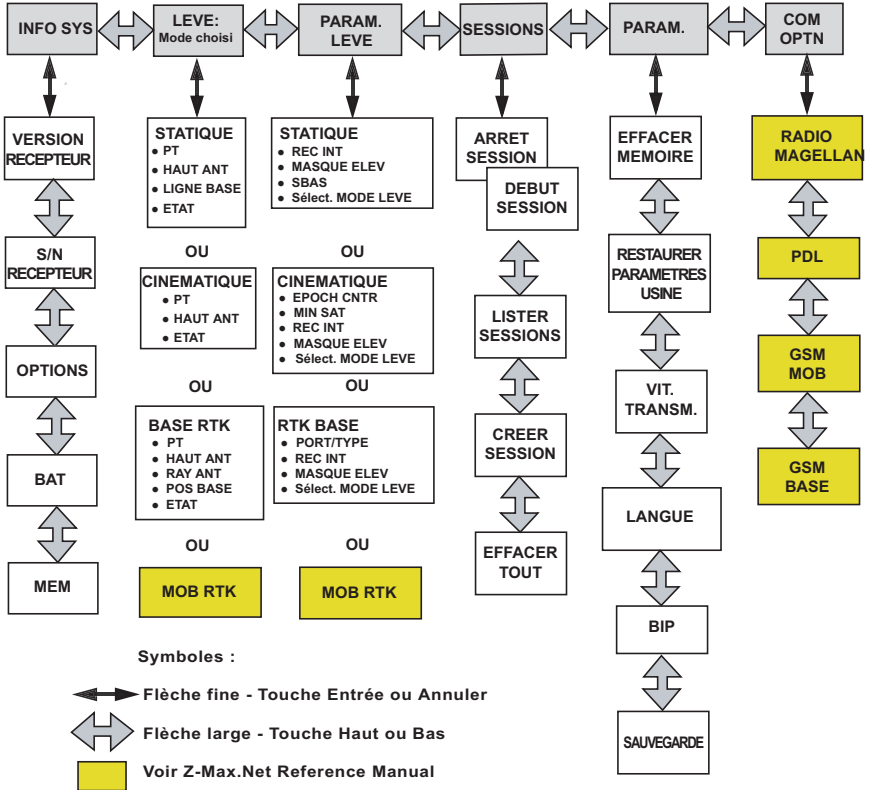 INFO SYS
LEVE:
Mode choisi
PARAM.
LEVE
SESSIONS
PARAM.
COM
OPTN
VERSION
RECEPTEUR
S/N
RECEPTEUR
OPTIONS
BAT
MEM
STATIQUE
● PT
● HAUT ANT
● LIGNE BASE
● ETAT
OU
CINEMATIQUE
● PT
● HAUT ANT
● ETAT
OU
BASE RTK
● PT
● HAUT ANT
● RAY ANT
● POS BASE
● ETAT
OU
MOB RTK
STATIQUE
● REC INT
● MASQUE ELEV
● SBAS
● Sélect. MODE LEVE
OU
CINEMATIQUE
● EPOCH CNTR
● MIN SAT
● REC INT
● MASQUE ELEV
● Sélect. MODE LEVE
OU
RTK BASE
● PORT/TYPE
● REC INT
● MASQUE ELEV
● Sélect. MODE LEVE
OU
MOB RTK
ARRET
SESSION
DEBUT
SESSION
LISTER
SESSIONS
CREER
SESSION
EFFACER
TOUT
EFFACER
MEMOIRE
RESTAURER
PARAMETRES
USINE
VIT.
TRANSM.
LANGUE
BIP
SAUVEGARDE
RADIO
MAGELLAN
PDL
GSM
MOB
GSM
BASE
Symboles :
Flèche fine - Touche Entrée ou Annuler
Flèche large - Touche Haut ou Bas
Voir Z-Max.Net Reference Manual